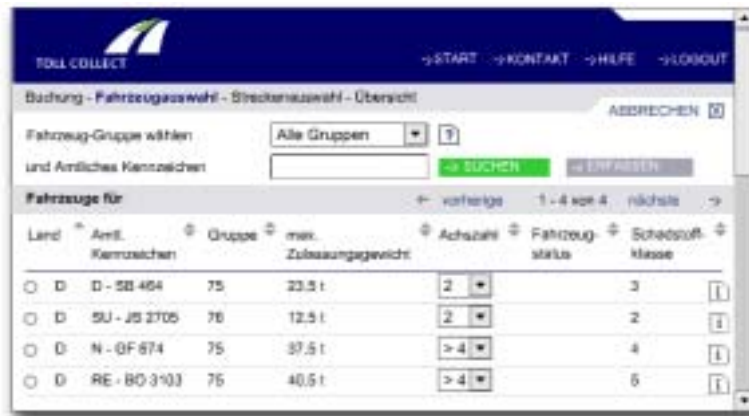 TOLL COLLECT
START KONTAKT HILFE LOGOUT
Buchung - Fahrzeugauswahl - Streckenauswahl - Übersicht
ABBRECHEN
Fahrzeug-Gruppe wählen Alle Gruppen ?
und Amtliches Kennzeichen SUCHEN ERFASSEN
Fahrzeuge für vorherige 1 - 4 von 4 nächste
Land Amtl. Kennzeichen Gruppe max. Zulassungsgewicht Achszahl Fahrzeug-status Schadstoff-klasse
D D - SB 464 75 23.5 t 2 3 i
D SU - JS 2705 76 12.5 t 2 2 i
D N - GF 674 75 37.5 t > 4 4 i
D RE - BO 3103 76 40.5 t > 4 5 i